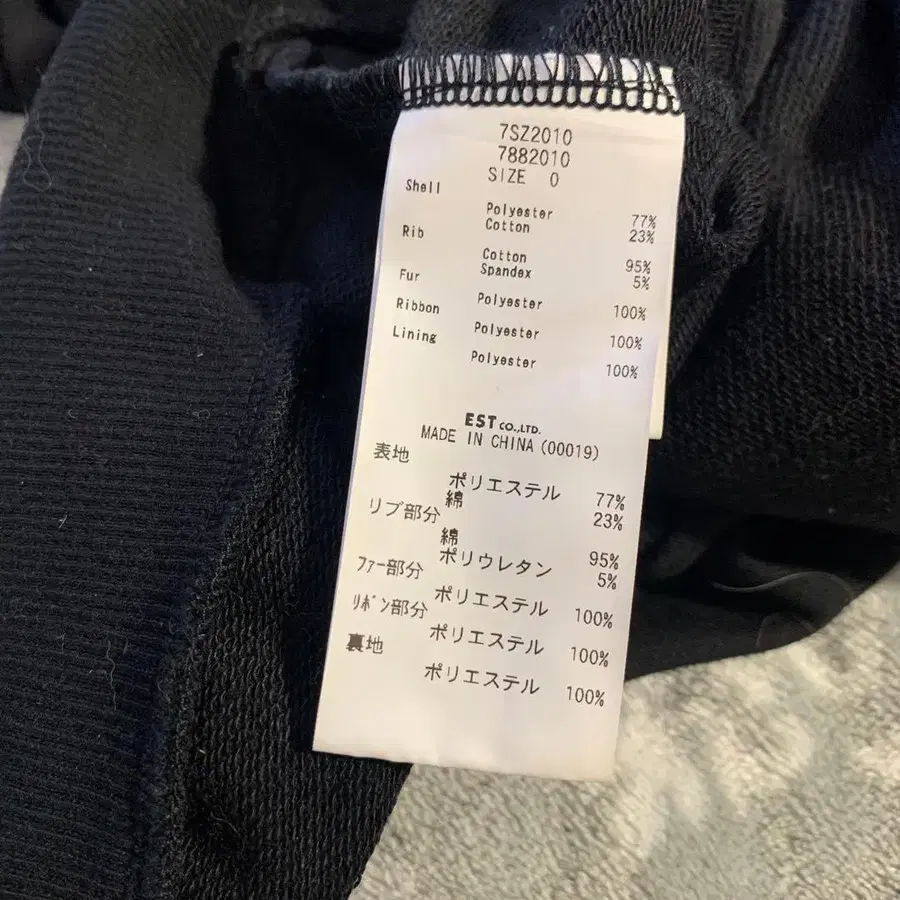 7SZ2010
7882010
SIZE 0
Shell
Polyester 77%
Cotton 23%
Rib
Cotton 95%
Spandex 5%
Fur
Polyester 100%
Ribbon
Polyester 100%
Lining
Polyester 100%
EST CO.,LTD.
MADE IN CHINA (00019)
表地
ポリエステル 77%
綿 23%
リブ部分
綿 95%
ポリウレタン 5%
ファー部分
ポリエステル 100%
リボン部分
ポリエステル 100%
裏地
ポリエステル 100%